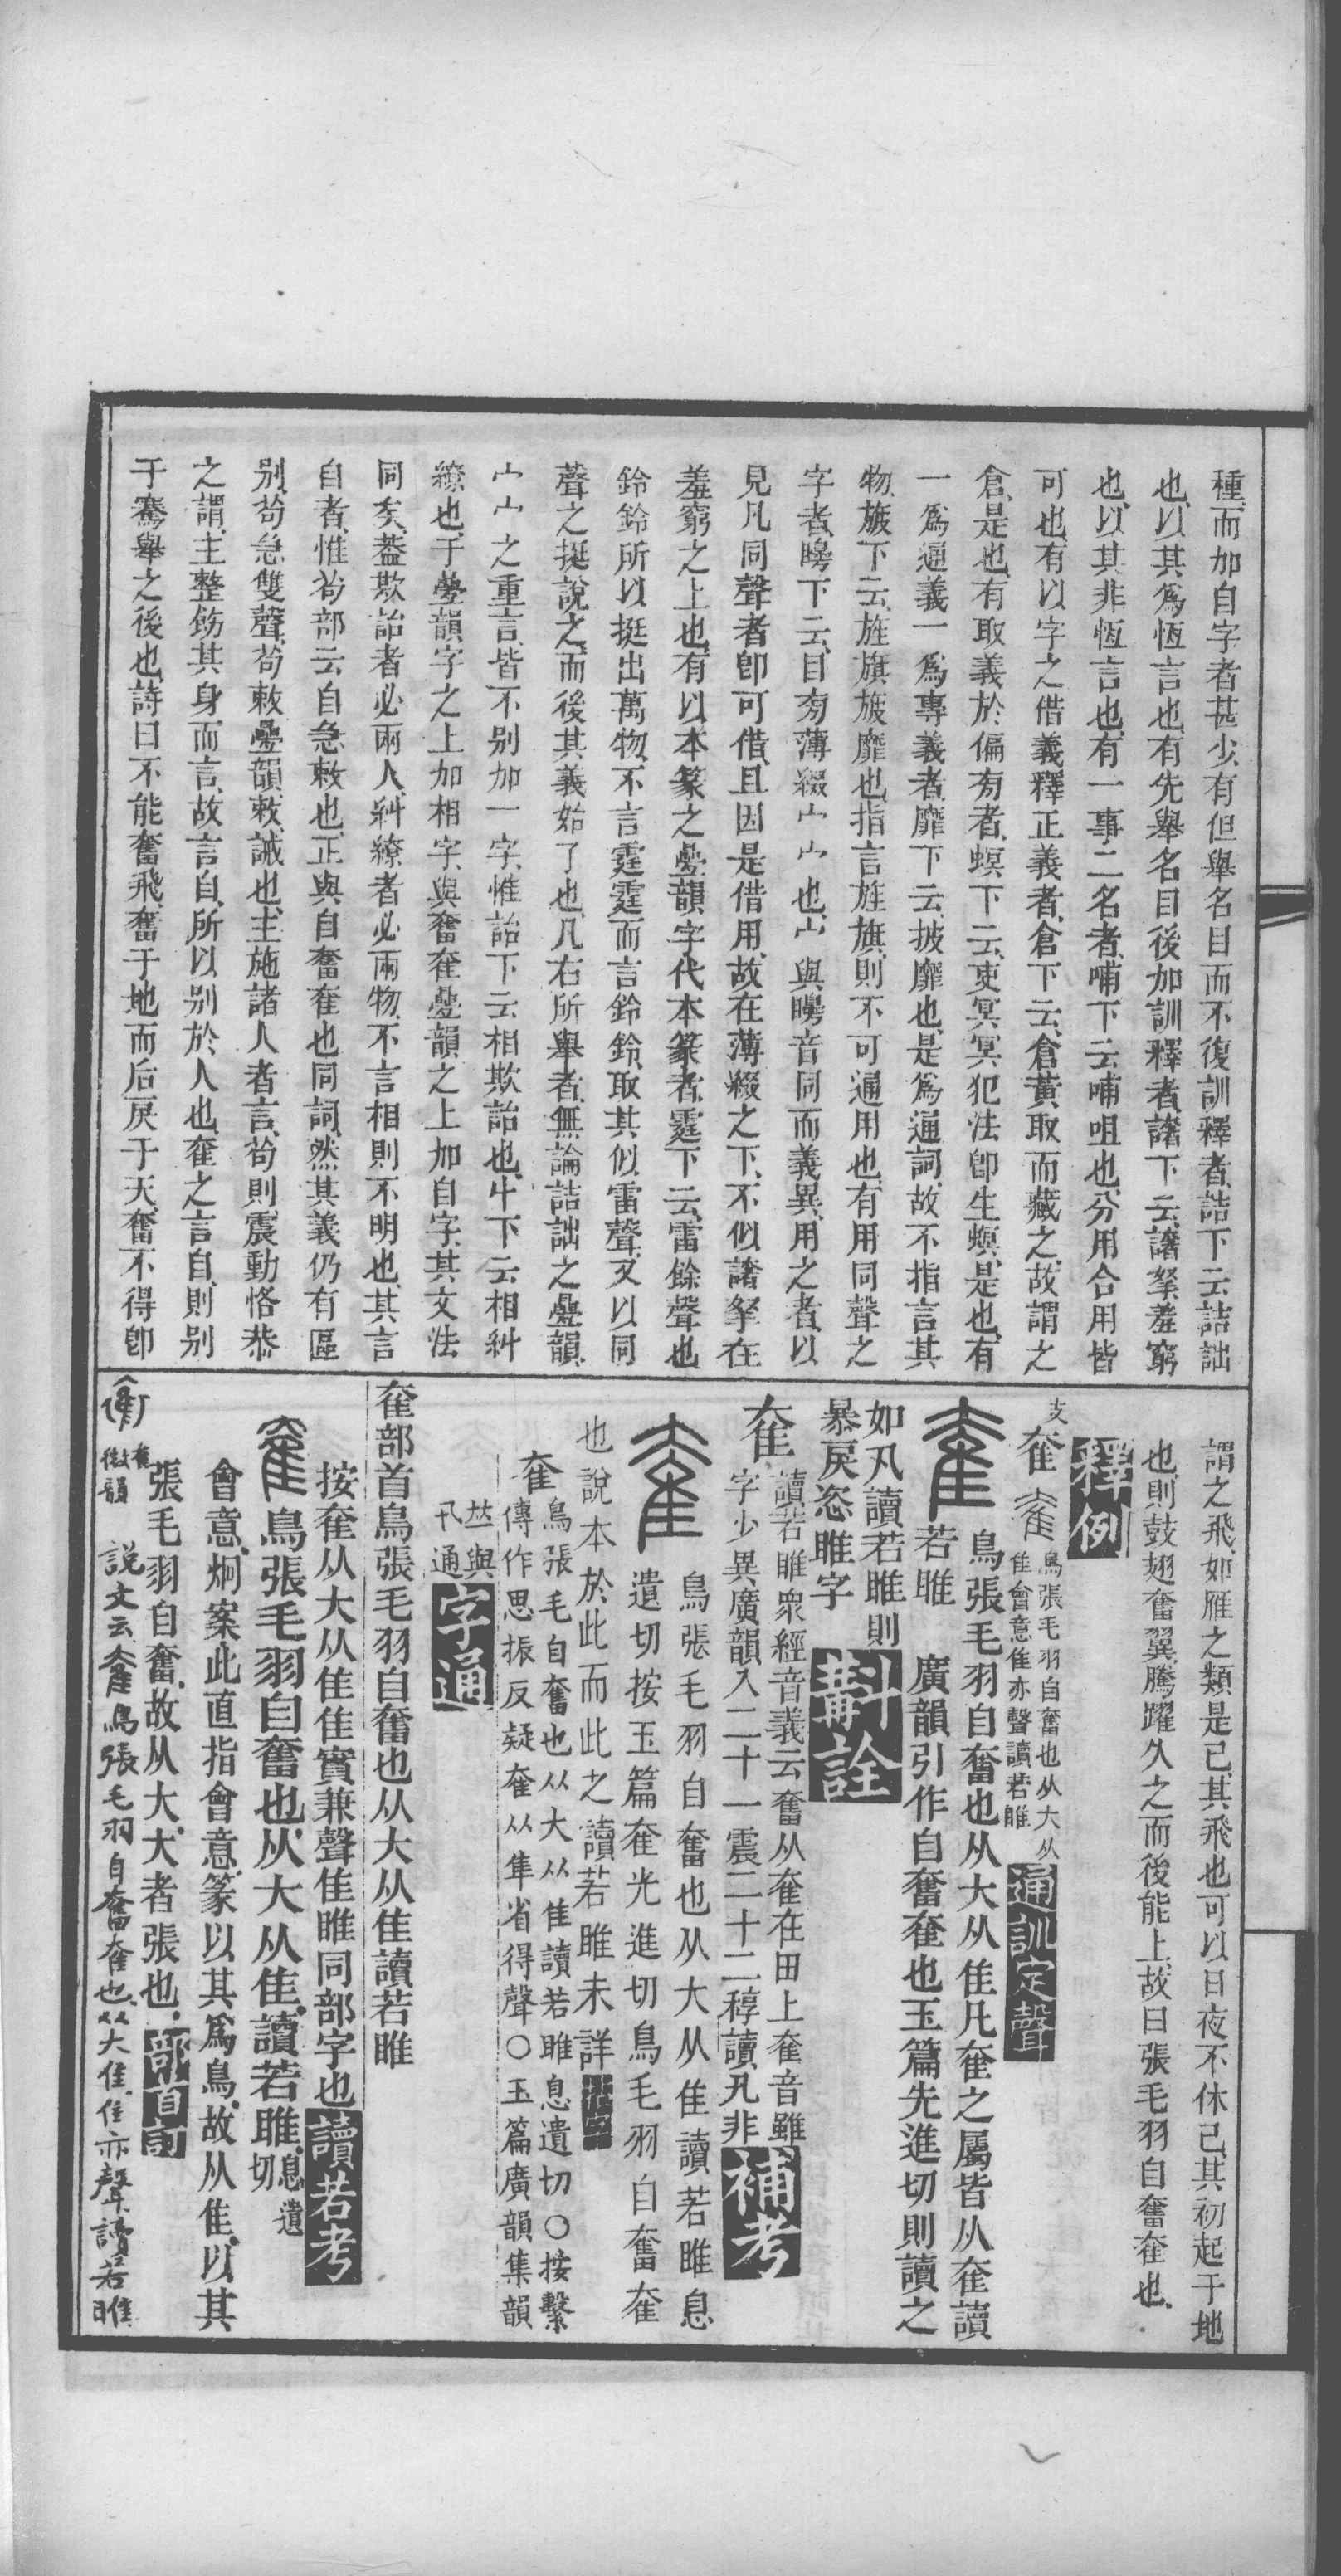 種而加自字者甚少有但舉名目而不復訓釋者詰下云詰詘
也以其爲恆言也有先舉名目後加訓釋者譇下云譇拏羞窮
也以其非恆言也有一事二名者哺下云哺咀也分用合用皆
可也有以字之借義釋正義者倉下云倉黃取而藏之故謂之
倉是也有取義於偏旁者螟下云吏冥冥犯法卽生螟是也有
一爲通義一爲專義者靡下云披靡也是爲通詞故不指言其
物旇下云旌旗旇靡也指言旌旗則不可通用也有用同聲之
字者矈下云目旁薄緻宀宀也宀與矈音同而義異用之者以
見凡同聲者卽可借且因是借用故在薄緻之下不似譇拏在
羞窮之上也有以本篆之疊韻字代本篆者霆下云雷餘聲也
鈴鈴所以挺出萬物不言霆霆而言鈴鈴取其似雷聲又以同
聲之挺說之而後其義始了也凡右所舉者無論詰詘之疊韻
宀宀之重言皆不別加一字惟詒下云相欺詒也丩下云相糾
繚也于疊韻字之上加相字與奮奞疊韻之上加自字其文法
同矣葢欺詒者必兩人糾繚者必兩物不言相則不明也其言
自者惟茍部云自急敕也正與自奮奞也同詞然其義仍有區
別茍急雙聲茍敕疊韻敕誡也主施諸人者言茍則震動恪恭
之謂主整飭其身而言故言自所以別於人也奞之言自則別
于騫舉之後也詩曰不能奮飛奮于地而后戾于天奮不得卽
謂之飛如雁之類是已其飛也可以日夜不休已其初起于地
也則鼓翅奮翼騰躍久之而後能上故曰張毛羽自奮奞也
釋例
支奞 奞 鳥張毛羽自奮也从大从
隹會意隹亦聲讀若睢 通訓定聲
奞 鳥張毛羽自奮也从大从隹凡奞之屬皆从奞讀
若睢 廣韻引作自奮奞也玉篇先進切則讀之
如卂讀若睢則
暴戾恣睢字 斠詮
奞 讀若睢衆經音義云奮从奞在田上奞音雖
字少異廣韻入二十一震二十二稕讀卂非 補考
奞 鳥張毛羽自奮也从大从隹讀若睢息
遺切按玉篇奞光進切鳥毛羽自奮奞
也說本於此而此之讀若睢未詳
奞 鳥張毛自奮也从大从隹讀若睢息遺切○按繫
傳作思振反疑奞从隼省得聲○玉篇廣韻集韻
𠀤與
卂通 字通
奞部首鳥張毛羽自奮也从大从隹讀若睢
按奞从大从隹隹實兼聲隹睢同部字也 讀若考
奞 鳥張毛羽自奮也从大从隹讀若睢息遺切
會意炯案此直指會意篆以其爲鳥故从隹以其
張毛羽自奮故从大大者張也 部首訂
奞 微韻 說文云奞鳥張毛羽自奮奞也从大隹隹亦聲讀若睢